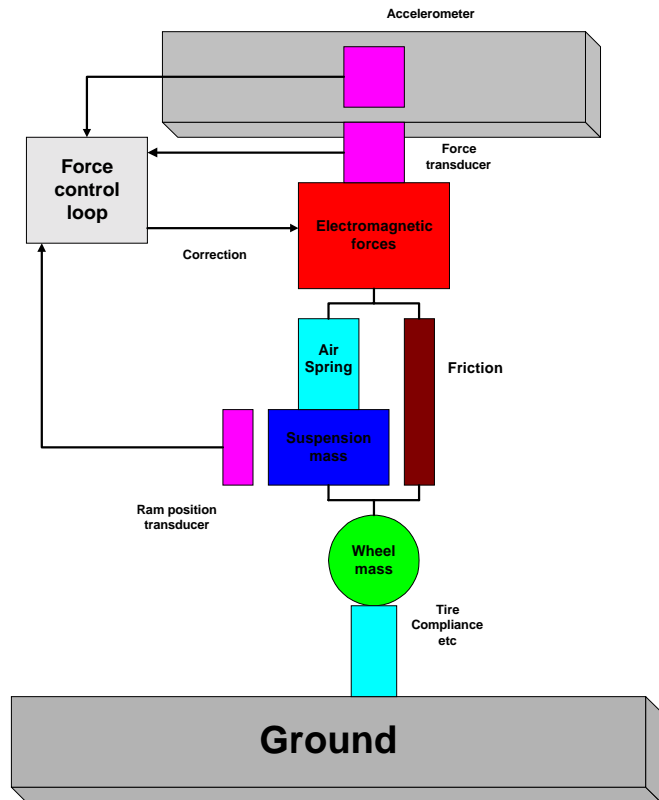 Accelerometer
Force
transducer
Force
control
loop
Electromagnetic
forces
Correction
Air
Spring
Friction
Suspension
mass
Ram position
transducer
Wheel
mass
Tire
Compliance
etc
Ground